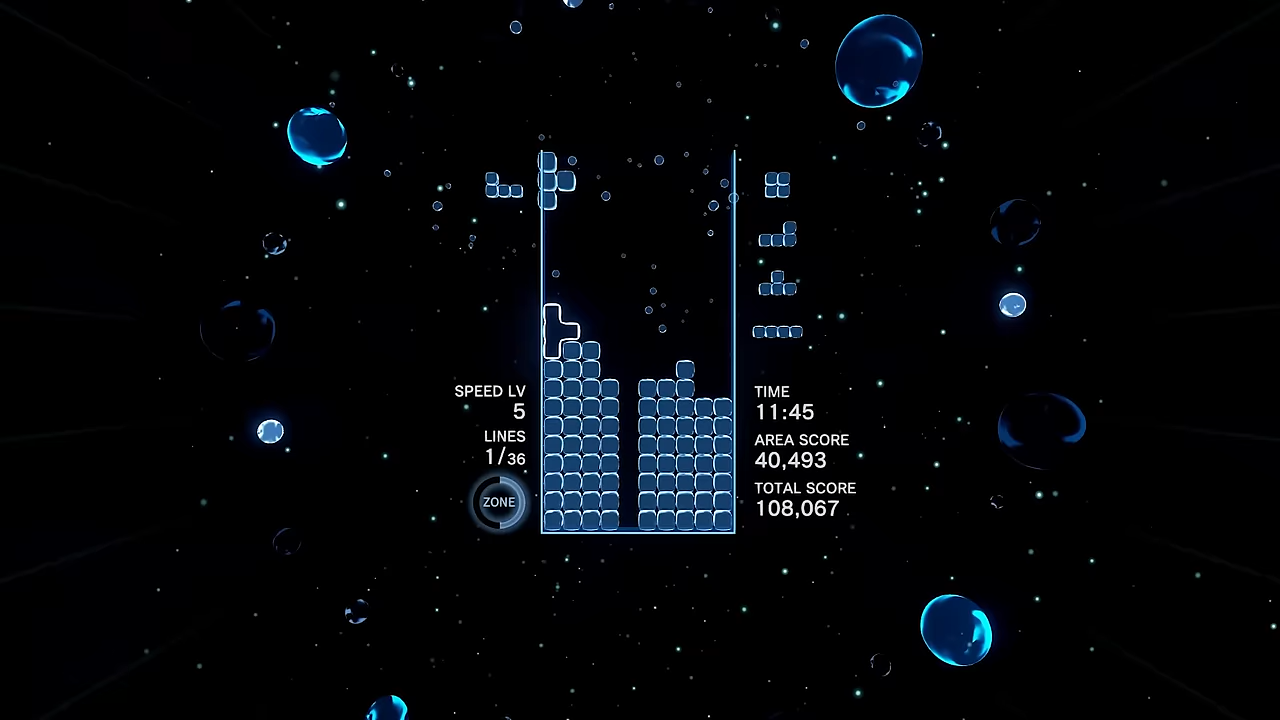 SPEED LV
5
LINES
1/36
ZONE
TIME
11:45
AREA SCORE
40,493
TOTAL SCORE
108,067